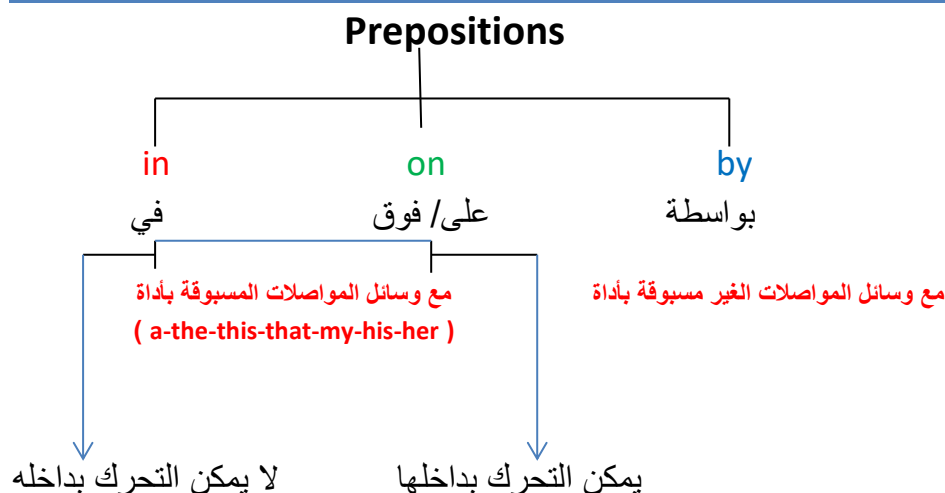 Prepositions
in on by
في على/ فوق بواسطة
مع وسائل المواصلات المسبوقة بأداة مع وسائل المواصلات الغير مسبوقة بأداة
( a-the-this-that-my-his-her )
لا يمكن التحرك بداخله يمكن التحرك بداخلها